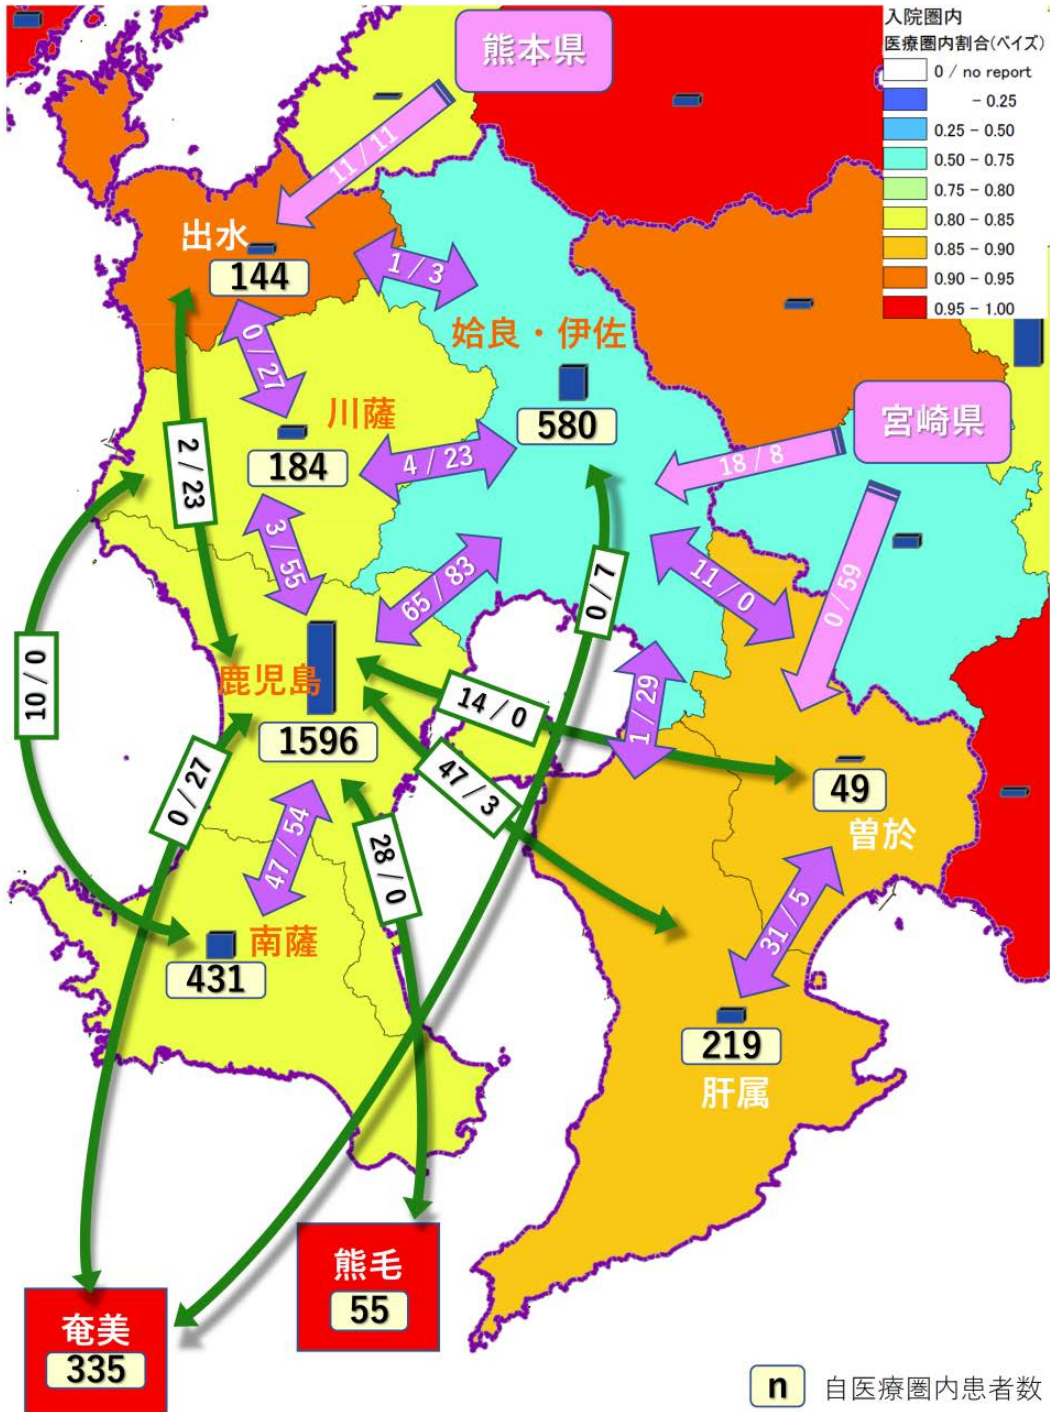 入院圏内
医療圏内割合(ベイズ)
0 / no report
- 0.25
0.25 - 0.50
0.50 - 0.75
0.75 - 0.80
0.80 - 0.85
0.85 - 0.90
0.90 - 0.95
0.95 - 1.00
熊本県
11 / 11
出水
144
1 / 3
0 / 27
姶良・伊佐
580
川薩
184
4 / 23
宮崎県
18 / 8
2 / 23
3 / 55
65 / 83
0 / 7
11 / 0
0 / 59
10 / 0
鹿児島
1596
14 / 0
1 / 29
47 / 3
49
曽於
0 / 27
47 / 54
28 / 0
31 / 5
南薩
431
219
肝属
熊毛
55
奄美
335
n 自医療圏内患者数